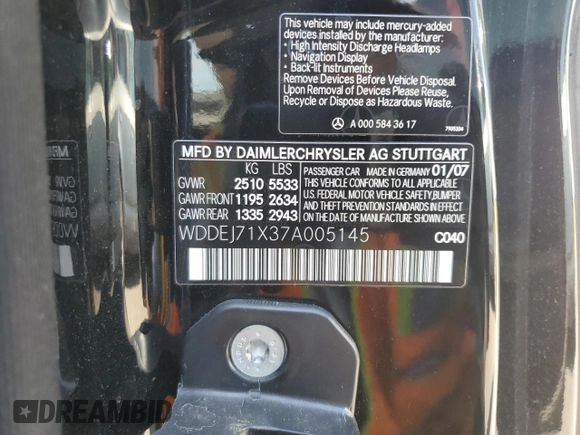 This vehicle may include mercury-added
devices installed by the manufacturer:
• High Intensity Discharge Headlamps
• Navigation Display
• Back-lit Instruments
Remove Devices Before Vehicle Disposal.
Upon Removal of Devices Please Reuse,
Recycle or Dispose as Hazardous Waste.
A 000 584 36 17
MFD BY DAIMLERCHRYSLER AG STUTTGART
KG LBS
GVWR 2510 5533
GAWR FRONT 1195 2634
GAWR REAR 1335 2943
PASSENGER CAR MADE IN GERMANY 01/07
THIS VEHICLE CONFORMS TO ALL APPLICABLE
U.S. FEDERAL MOTOR VEHICLE SAFETY,BUMPER
AND THEFT PREVENTION STANDARDS IN EFFECT
ON THE DATE OF MANUFACTURE SHOWN ABOVE.
WDDEJ71X37A005145 C040
DREAMBID